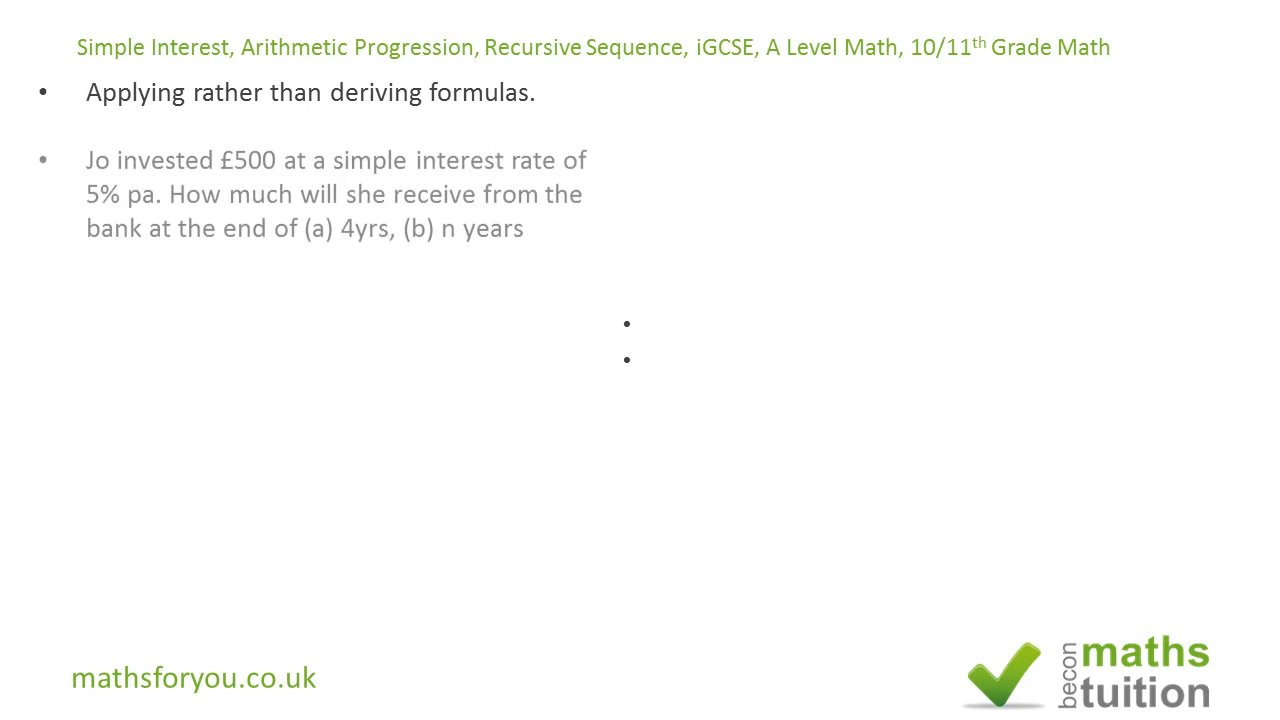 Simple Interest, Arithmetic Progression, Recursive Sequence, iGCSE, A Level Math, 10/11th Grade Math
• Applying rather than deriving formulas.
• Jo invested £500 at a simple interest rate of
5% pa. How much will she receive from the
bank at the end of (a) 4yrs, (b) n years
•
•
mathsforyou.co.uk
becon
maths
tuition